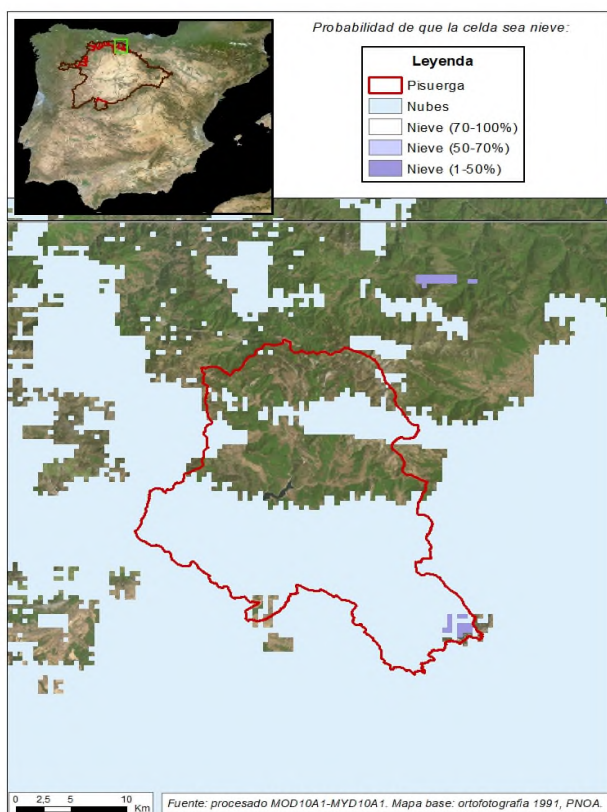 Probabilidad de que la celda sea nieve:
Leyenda
Pisuerga
Nubes
Nieve (70-100%)
Nieve (50-70%)
Nieve (1-50%)
0 2,5 5 10
Km
Fuente: procesado MOD10A1-MYD10A1. Mapa base: ortofotografía 1991, PNOA